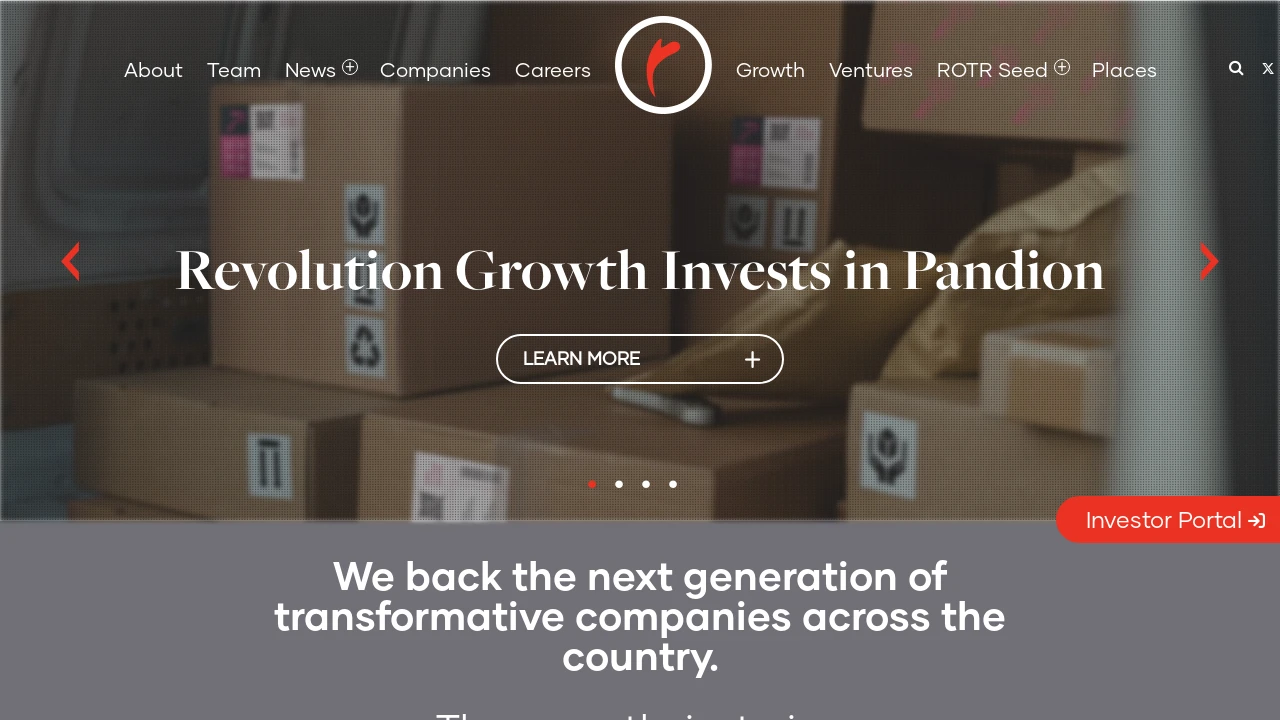 About Team News Companies Careers Growth Ventures ROTR Seed Places
Revolution Growth Invests in Pandion
LEARN MORE
Investor Portal
We back the next generation of
transformative companies across the
country.